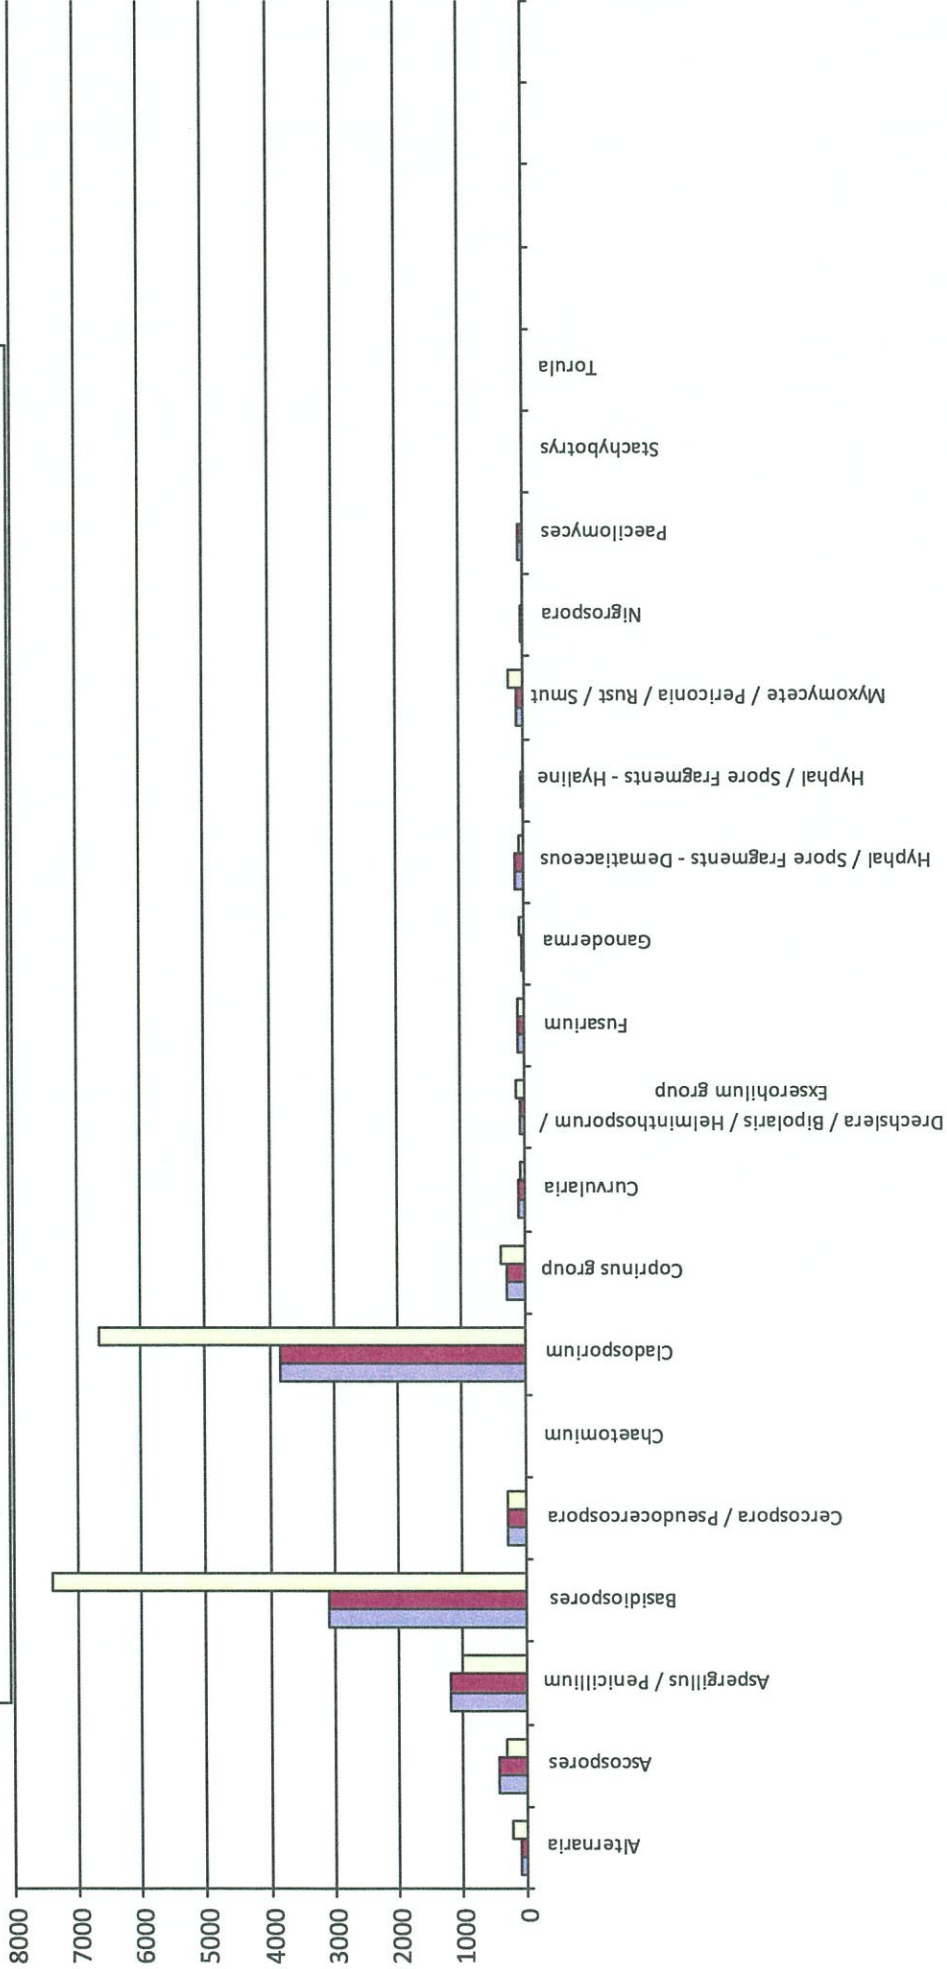 8000
7000
6000
5000
4000
3000
2000
1000
0
Alternaria
Ascospores
Aspergillus / Penicillium
Basidiospores
Cercospora / Pseudocercospora
Chaetomium
Cladosporium
Coprinus group
Curvularia
Drechslera / Bipolaris / Helminthosporum /
Exserohilum group
Fusarium
Ganoderma
Hyphal / Spore Fragments - Dematiaceous
Hyphal / Spore Fragments - Hyaline
Myxomycete / Periconia / Rust / Smut
Nigrospora
Paecilomyces
Stachybotrys
Torula